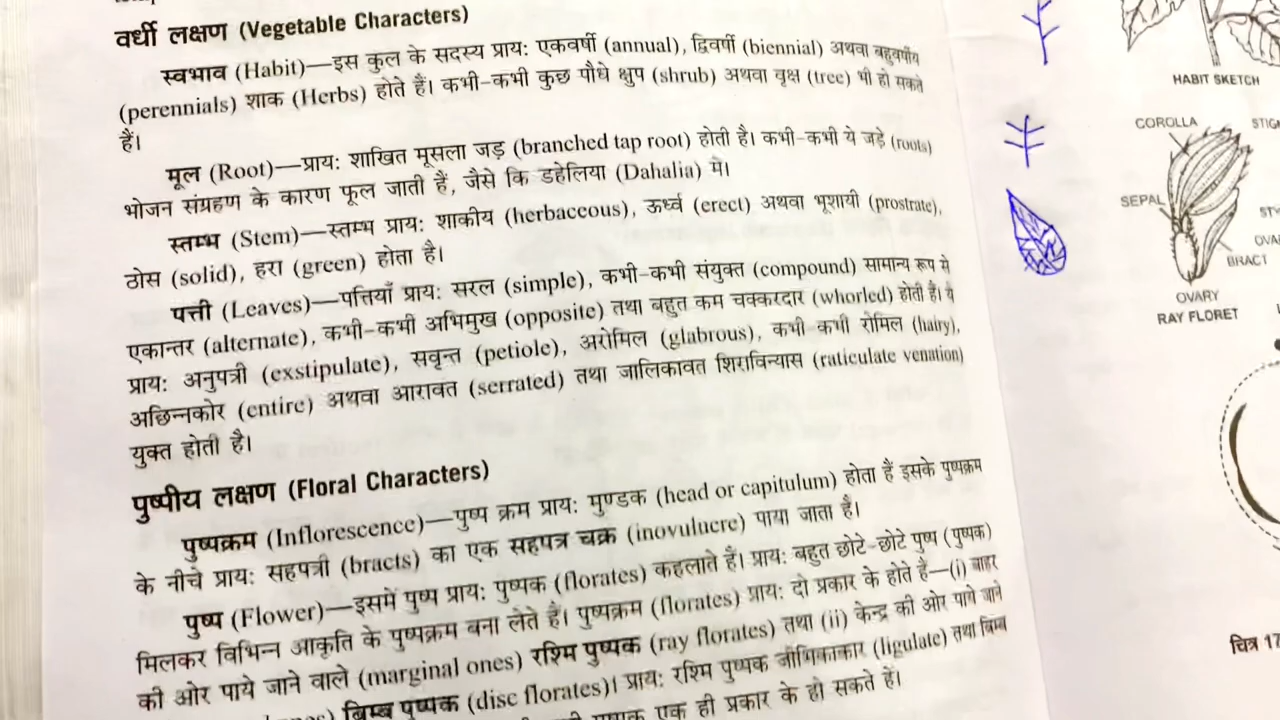 वर्धी लक्षण (Vegetable Characters)
स्वभाव (Habit)—इस कुल के सदस्य प्राय: एकवर्षी (annual), द्विवर्षी (biennial) अथवा बहुवर्षीय
(perennials) शाक (Herbs) होते हैं। कभी-कभी कुछ पौधे क्षुप (shrub) अथवा वृक्ष (tree) भी हो सकते
हैं।
मूल (Root)—प्राय: शाखित मूसला जड़ (branched tap root) होती है। कभी-कभी ये जड़े (roots)
भोजन संग्रहण के कारण फूल जाती हैं, जैसे कि डहेलिया (Dahalia) में।
स्तम्भ (Stem)—स्तम्भ प्राय: शाकीय (herbaceous), ऊर्ध्व (erect) अथवा भूशायी (prostrate),
ठोस (solid), हरा (green) होता है।
पत्ती (Leaves)—पत्तियाँ प्राय: सरल (simple), कभी-कभी संयुक्त (compound) सामान्य रूप से
एकान्तर (alternate), कभी-कभी अभिमुख (opposite) तथा बहुत कम चक्करदार (whorled) होती हैं। ये
प्राय: अनुपत्री (exstipulate), सवृन्त (petiole), अरोमिल (glabrous), कभी कभी रोमिल (hairy),
अछिन्नकोर (entire) अथवा आरावत (serrated) तथा जालिकावत शिराविन्यास (raticulate venation)
युक्त होती है।
पुष्पीय लक्षण (Floral Characters)
पुष्पक्रम (Inflorescence)—पुष्प क्रम प्राय: मुण्डक (head or capitulum) होता हैं इसके पुष्पक्रम
के नीचे प्राय: सहपत्री (bracts) का एक सहपत्र चक्र (inovulucre) पाया जाता है।
पुष्प (Flower)—इसमें पुष्प प्राय: पुष्पक (florates) कहलाते हैं। प्राय: बहुत छोटे-छोटे पुष्प (पुष्पक)
मिलकर विभिन्न आकृति के पुष्पक्रम बना लेते हैं। पुष्पक्रम (florates) प्राय: दो प्रकार के होते हैं—(i) बाहर
की ओर पाये जाने वाले (marginal ones) रश्मि पुष्पक (ray florates) तथा (ii) केन्द्र की ओर पाये जाने
बिम्ब पुष्पक (disc florates)। प्राय: रश्मि पुष्पक जीभिकाकार (ligulate) तथा बिम्ब
एक ही प्रकार के हो सकते हैं।
HABIT SKETCH
COROLLA
SEPAL
BRACT
OVARY
RAY FLORET
चित्र 17